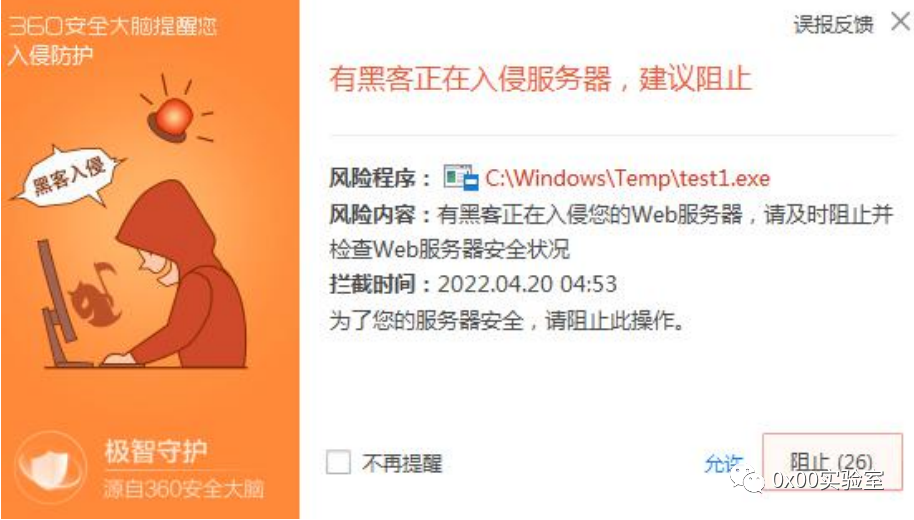 360安全大脑提醒您
入侵防护
误报反馈
有黑客正在入侵服务器，建议阻止
黑客入侵
风险程序： C:\Windows\Temp\test1.exe
风险内容：有黑客正在入侵您的Web服务器，请及时阻止并
检查Web服务器安全状况
拦截时间：2022.04.20 04:53
为了您的服务器安全，请阻止此操作。
极智守护
源自360安全大脑
不再提醒
允许
阻止 (26)
0x00实验室